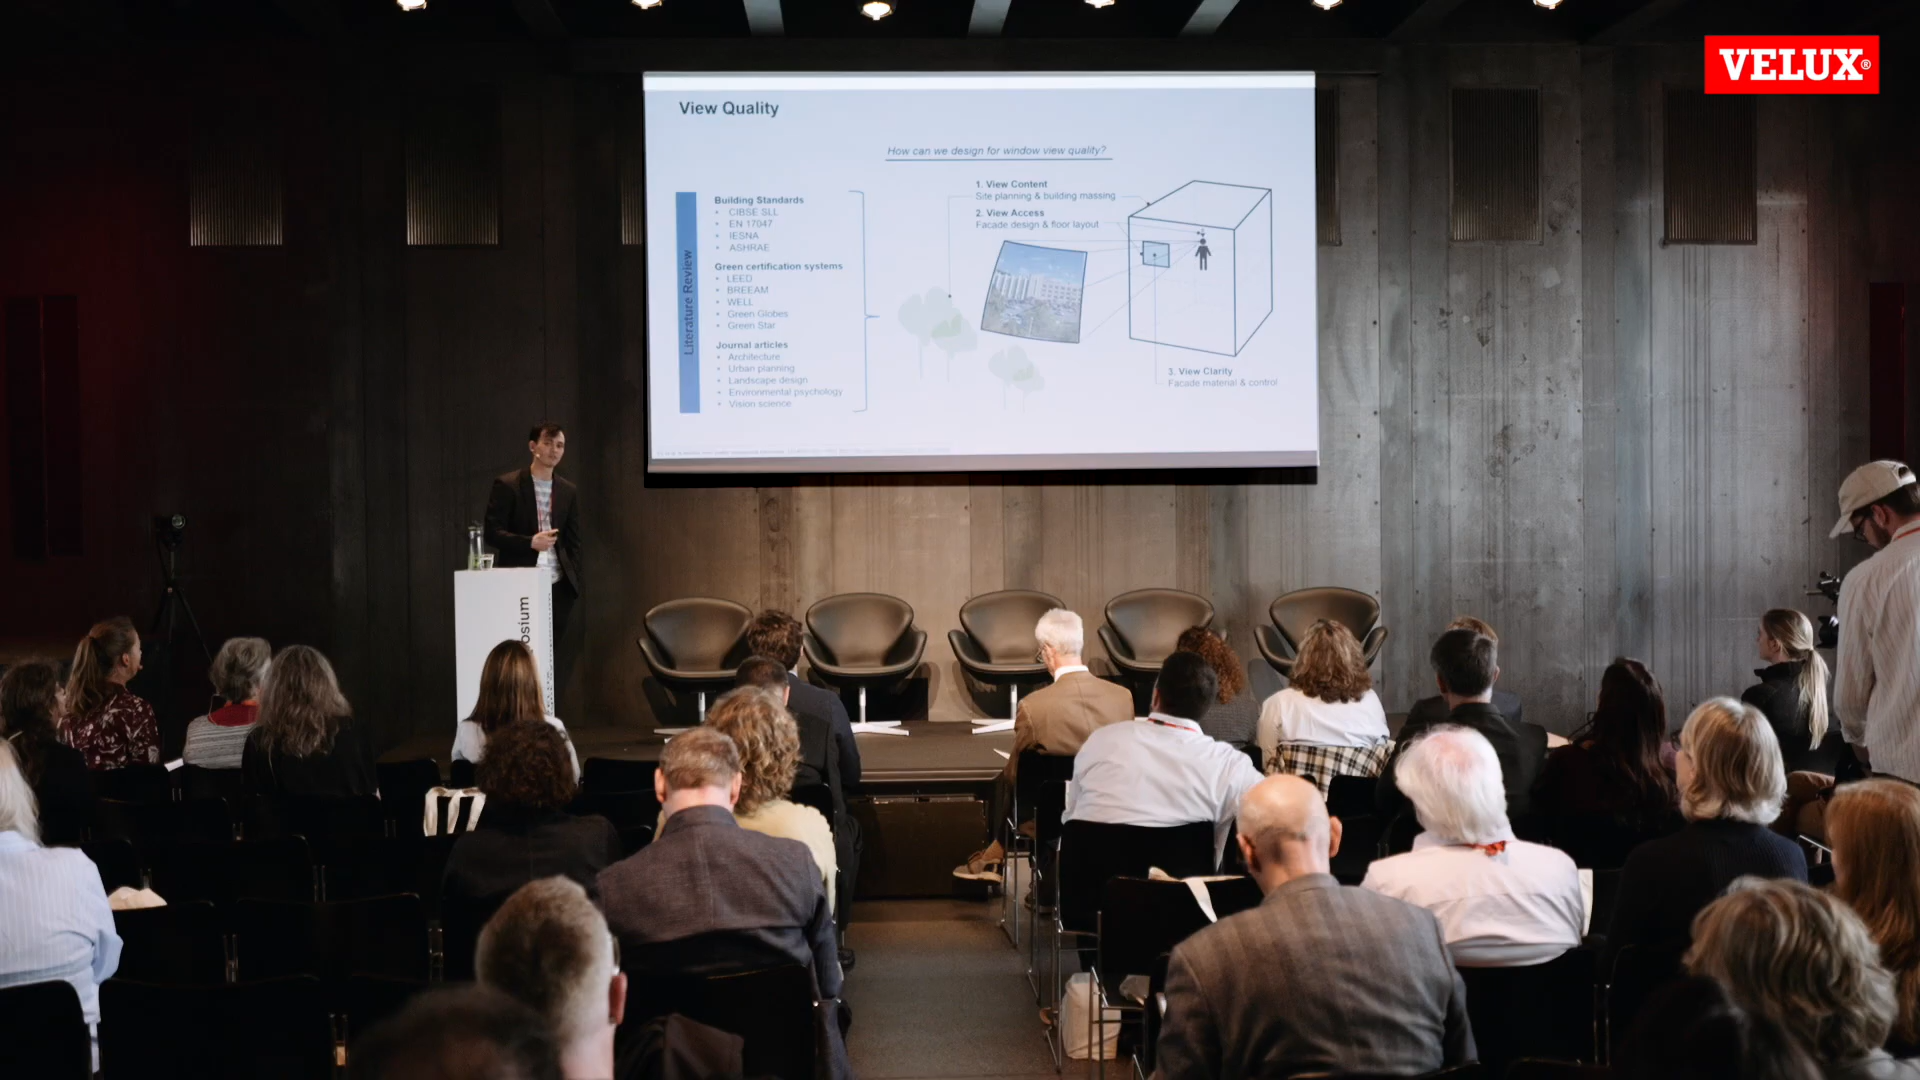 VELUX®
View Quality
How can we design for window view quality?
Literature Review
Building Standards
• CIBSE SLL
• EN 17047
• IESNA
• ASHRAE
Green certification systems
• LEED
• BREEAM
• WELL
• Green Globes
• Green Star
Journal articles
• Architecture
• Urban planning
• Landscape design
• Environmental psychology
• Vision science
1. View Content
Site planning & building massing
2. View Access
Facade design & floor layout
3. View Clarity
Facade material & control
osium